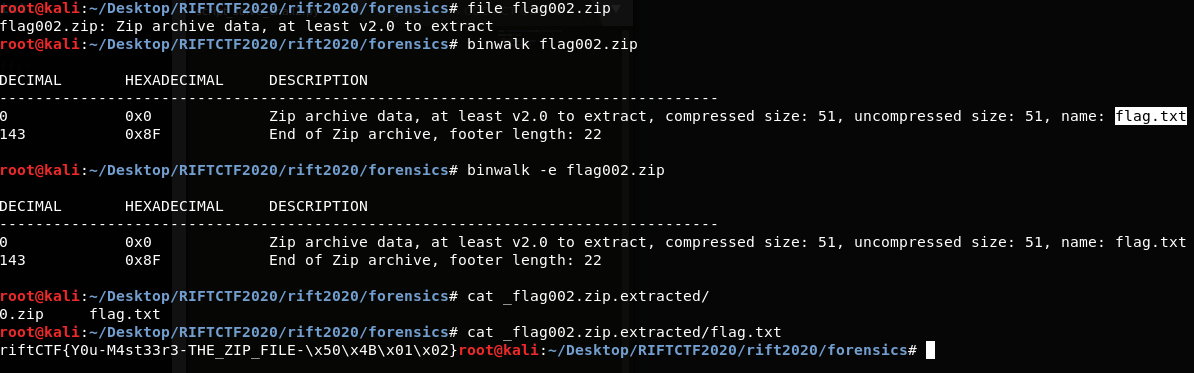 root@kali:~/Desktop/RIFTCTF2020/rift2020/forensics# file flag002.zip
flag002.zip: Zip archive data, at least v2.0 to extract
root@kali:~/Desktop/RIFTCTF2020/rift2020/forensics# binwalk flag002.zip
DECIMAL       HEXADECIMAL     DESCRIPTION
--------------------------------------------------------------------------------
0             0x0             Zip archive data, at least v2.0 to extract, compressed size: 51, uncompressed size: 51, name: flag.txt
143           0x8F            End of Zip archive, footer length: 22
root@kali:~/Desktop/RIFTCTF2020/rift2020/forensics# binwalk -e flag002.zip
DECIMAL       HEXADECIMAL     DESCRIPTION
--------------------------------------------------------------------------------
0             0x0             Zip archive data, at least v2.0 to extract, compressed size: 51, uncompressed size: 51, name: flag.txt
143           0x8F            End of Zip archive, footer length: 22
root@kali:~/Desktop/RIFTCTF2020/rift2020/forensics# cat _flag002.zip.extracted/
0.zip     flag.txt
root@kali:~/Desktop/RIFTCTF2020/rift2020/forensics# cat _flag002.zip.extracted/flag.txt
riftCTF{Y0u-M4st33r3-THE_ZIP_FILE-\x50\x4B\x01\x02}root@kali:~/Desktop/RIFTCTF2020/rift2020/forensics#